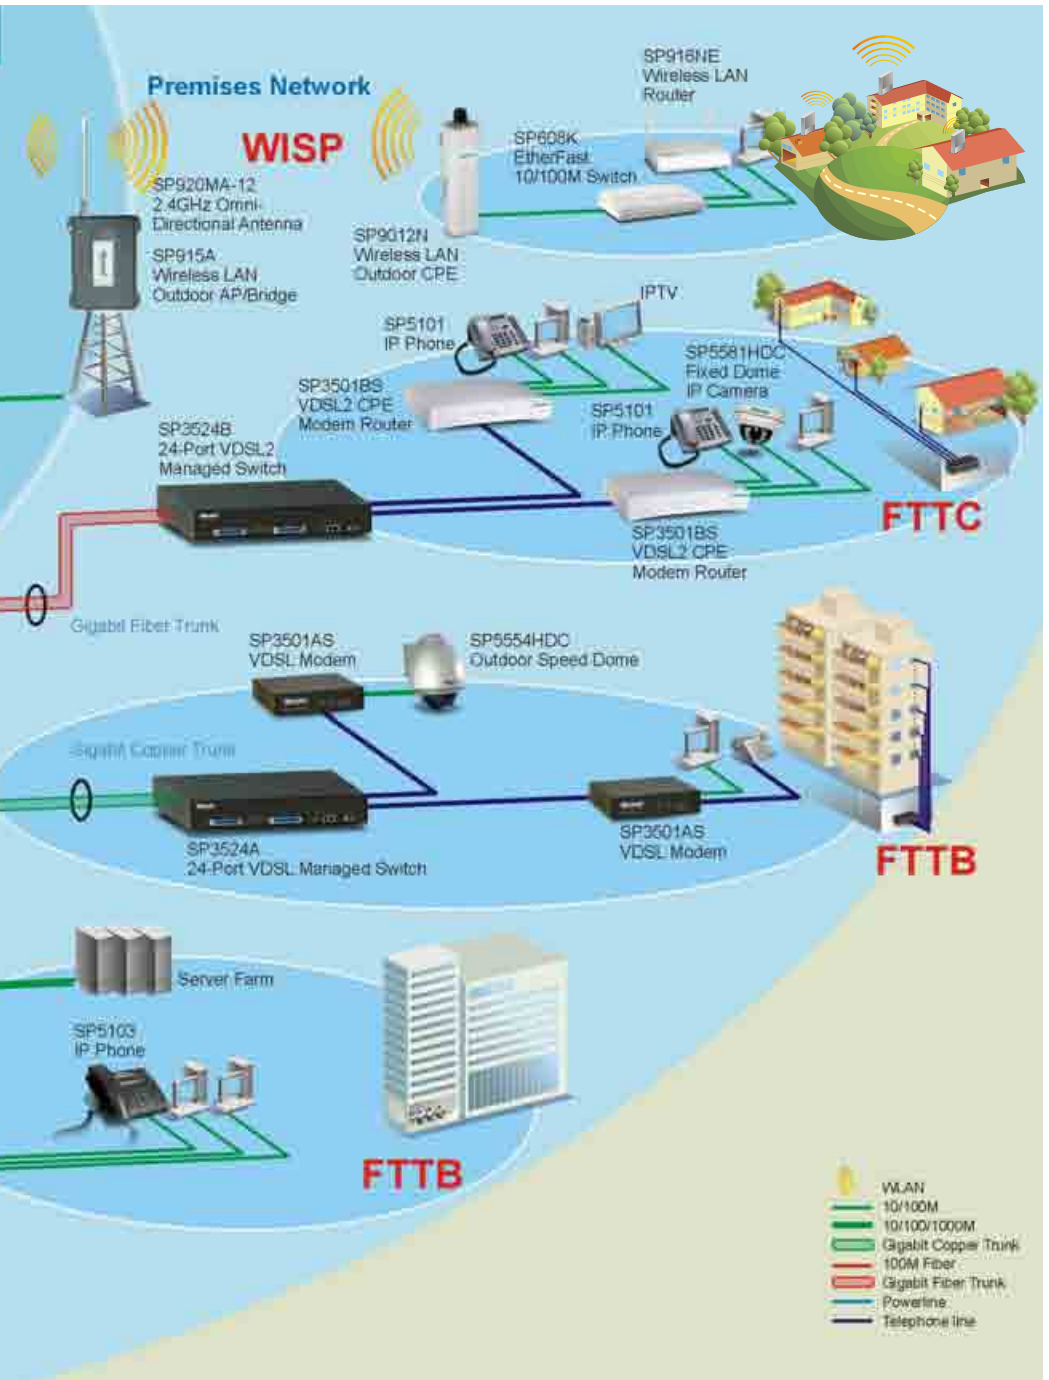 Premises Network
WISP
SP916NE
Wireless LAN
Router
SP608K
EtherFast
10/100M Switch
SP920MA-12
2.4GHz Omni-
Directional Antenna
SP915A
Wireless LAN
Outdoor AP/Bridge
SP9012N
Wireless LAN
Outdoor CPE
IPTV
SP5101
IP Phone
SP5581HDC
Fixed Dome
IP Camera
SP3501BS
VDSL2 CPE
Modem Router
SP5101
IP Phone
SP3524B
24-Port VDSL2
Managed Switch
FTTC
SP3501BS
VDSL2 CPE
Modem Router
Gigabit Fiber Trunk
SP3501AS
VDSL Modem
SP5554HDC
Outdoor Speed Dome
Gigabit Copper Trunk
SP3524A
24-Port VDSL Managed Switch
SP3501AS
VDSL Modem
FTTB
Server Farm
SP5103
IP Phone
FTTB
WLAN
10/100M
10/100/1000M
Gigabit Copper Trunk
100M Fiber
Gigabit Fiber Trunk
Powerline
Telephone line